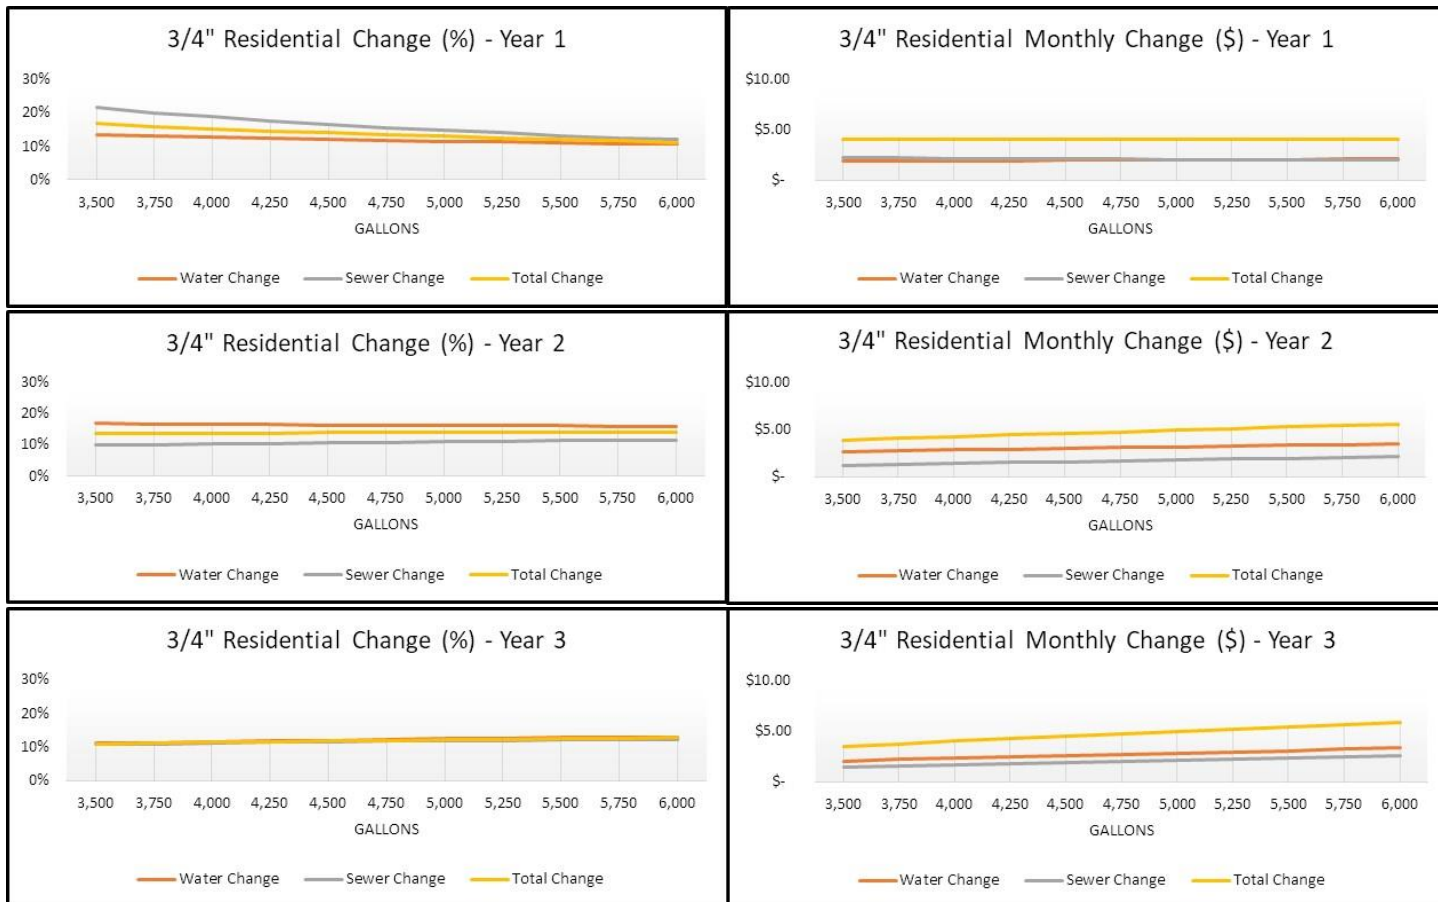 3/4" Residential Change (%) - Year 1
30%
20%
10%
0%
3,500 3,750 4,000 4,250 4,500 4,750 5,000 5,250 5,500 5,750 6,000
GALLONS
Water Change Sewer Change Total Change
3/4" Residential Monthly Change ($) - Year 1
$10.00
$5.00
$-
3,500 3,750 4,000 4,250 4,500 4,750 5,000 5,250 5,500 5,750 6,000
GALLONS
Water Change Sewer Change Total Change
3/4" Residential Change (%) - Year 2
30%
20%
10%
0%
3,500 3,750 4,000 4,250 4,500 4,750 5,000 5,250 5,500 5,750 6,000
GALLONS
Water Change Sewer Change Total Change
3/4" Residential Monthly Change ($) - Year 2
$10.00
$5.00
$-
3,500 3,750 4,000 4,250 4,500 4,750 5,000 5,250 5,500 5,750 6,000
GALLONS
Water Change Sewer Change Total Change
3/4" Residential Change (%) - Year 3
30%
20%
10%
0%
3,500 3,750 4,000 4,250 4,500 4,750 5,000 5,250 5,500 5,750 6,000
GALLONS
Water Change Sewer Change Total Change
3/4" Residential Monthly Change ($) - Year 3
$10.00
$5.00
$-
3,500 3,750 4,000 4,250 4,500 4,750 5,000 5,250 5,500 5,750 6,000
GALLONS
Water Change Sewer Change Total Change